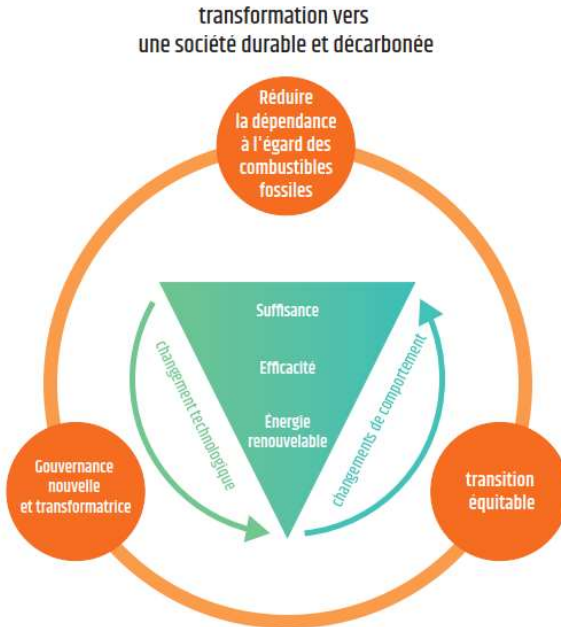 transformation vers
une société durable et décarbonée
Réduire
la dépendance
à l'égard des
combustibles
fossiles
Suffisance
Efficacité
Énergie
renouvelable
changement technologique
changements de comportement
Gouvernance
nouvelle
et transformatrice
transition
équitable